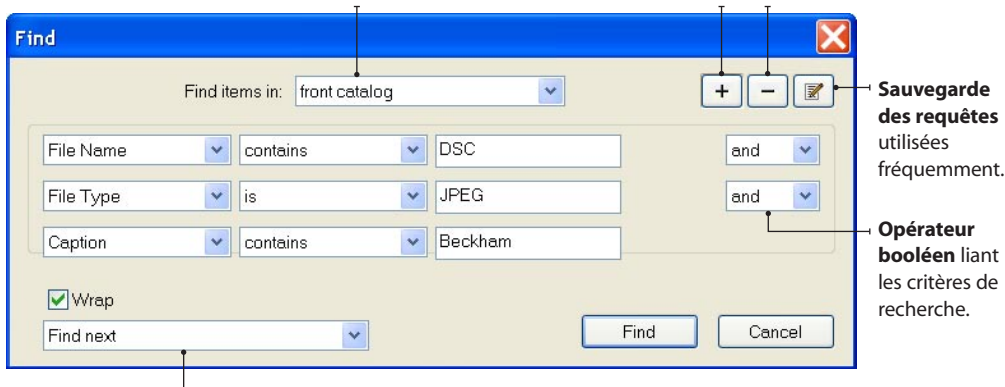 Find
Find items in: front catalog
+ −
Sauvegarde
des requêtes
utilisées
fréquemment.
File Name contains DSC and
File Type is JPEG and
Caption contains Beckham
Opérateur
booléen liant
les critères de
recherche.
Wrap
Find next Find Cancel